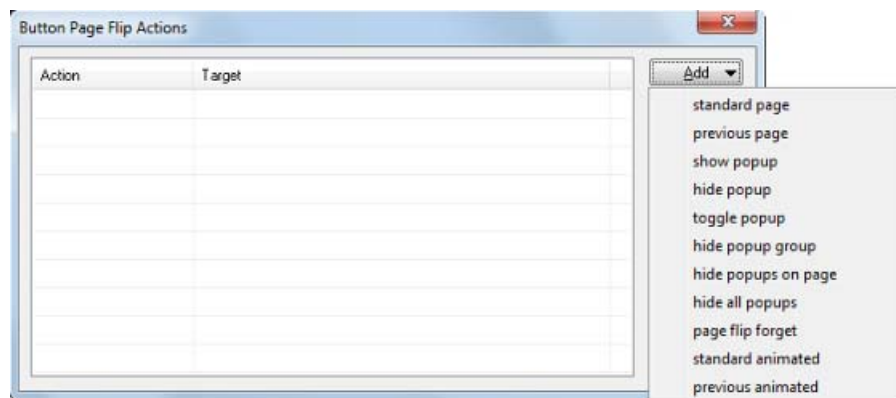 Button Page Flip Actions
Action Target
Add
standard page
previous page
show popup
hide popup
toggle popup
hide popup group
hide popups on page
hide all popups
page flip forget
standard animated
previous animated